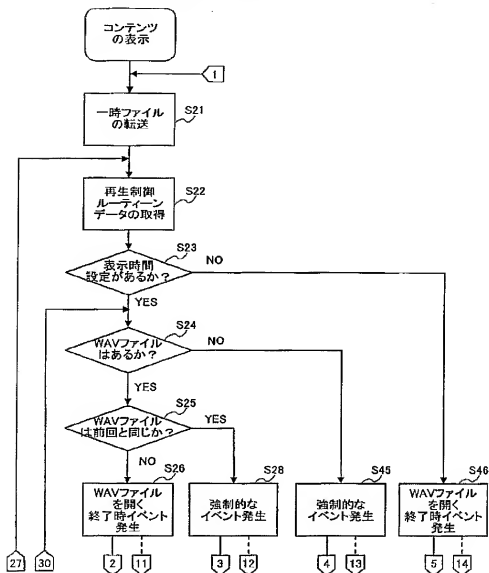 コンテンツ
の表示
1
一時ファイル
の転送
S21
再生制御
ルーティーン
データの取得
S22
表示時間
設定があるか?
S23
NO
YES
WAVファイル
はあるか?
S24
NO
YES
WAVファイル
は前回と同じか?
S25
YES
NO
WAVファイル
を開く
終了時イベント
発生
S26
強制的な
イベント発生
S28
強制的な
イベント発生
S45
WAVファイル
を開く
終了時イベント
発生
S46
27
30
2
11
3
12
4
13
5
14